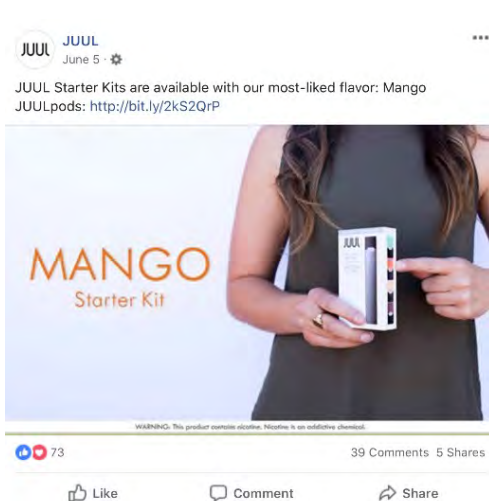 JUUL
JUUL
June 5
JUUL Starter Kits are available with our most-liked flavor: Mango
JUULpods: http://bit.ly/2kS2QrP
MANGO
Starter Kit
JUUL
WARNING: This product contains nicotine. Nicotine is an addictive chemical.
73
39 Comments 5 Shares
Like Comment Share